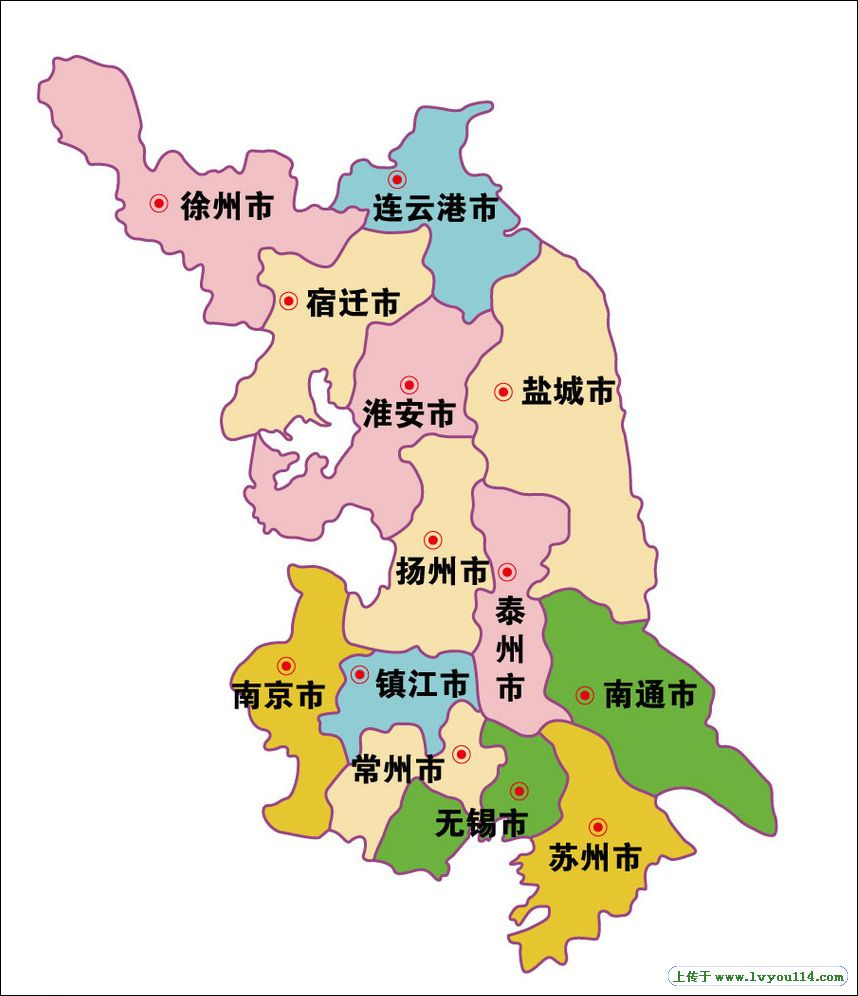 徐州市
连云港市
宿迁市
淮安市
盐城市
扬州市
泰州市
南京市
镇江市
南通市
常州市
无锡市
苏州市
上传于 www.lvyou114.com